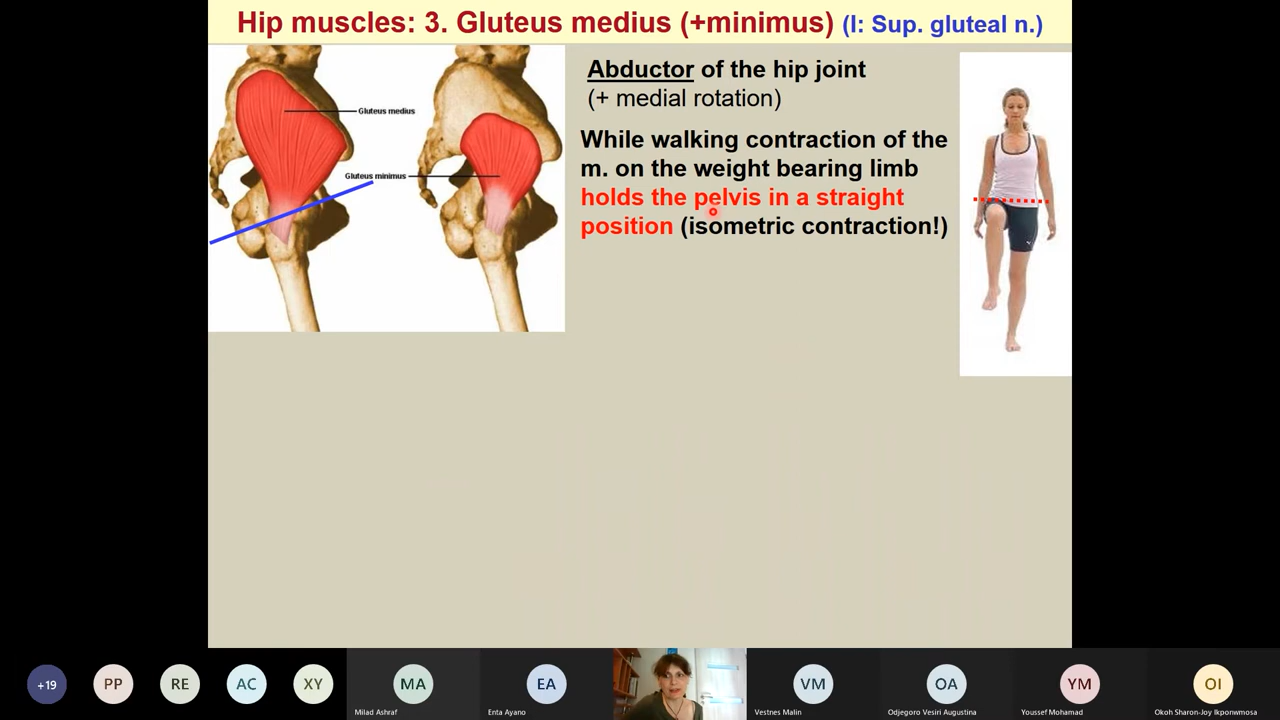 Hip muscles: 3. Gluteus medius (+minimus) (I: Sup. gluteal n.)
Gluteus medius
Gluteus minimus
Abductor of the hip joint
(+ medial rotation)
While walking contraction of the
m. on the weight bearing limb
holds the pelvis in a straight
position (isometric contraction!)
+19
PP
RE
AC
XY
MA
Milad Ashraf
EA
Enta Ayano
VM
Vestnes Malin
OA
Odjegoro Vesiri Augustina
YM
Youssef Mohamad
OI
Okoh Sharon-Joy Ikponwmosa